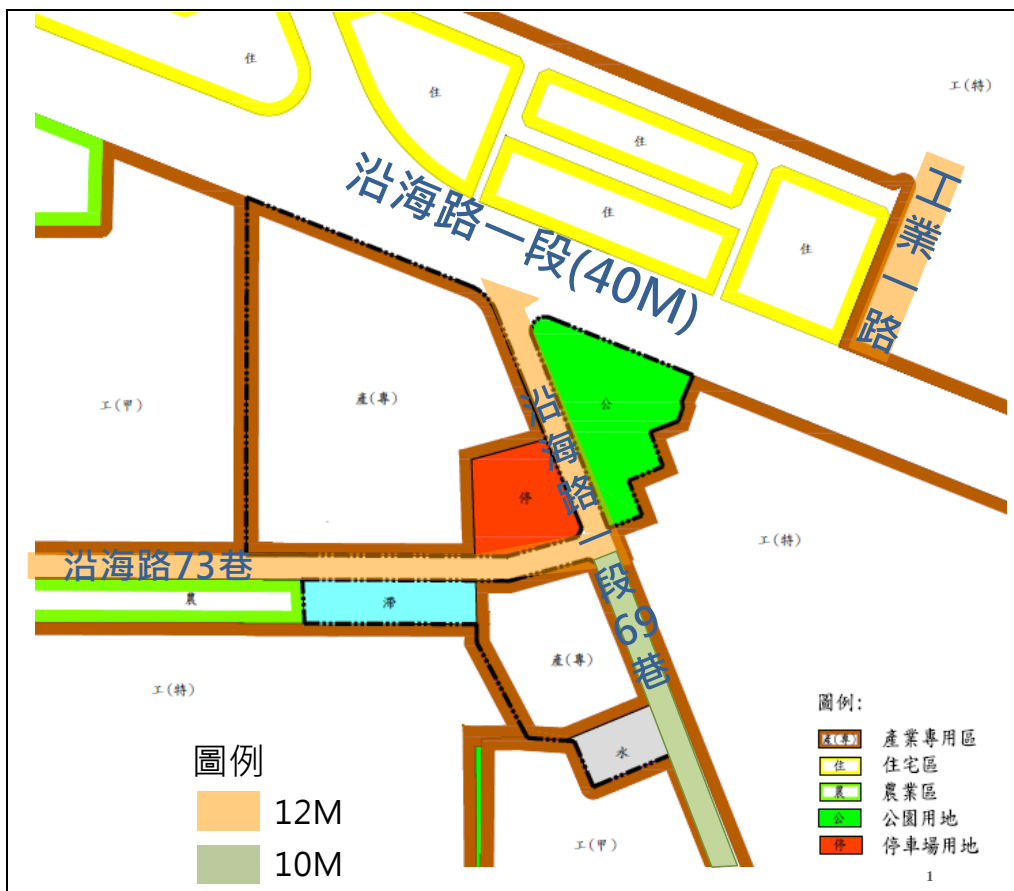 住
住
工(特)
住
住
住
工業一路
沿海路一段(40M)
工(甲)
產(專)
公
沿海路一段69巷
停
工(特)
沿海路73巷
農
滯
產(專)
工(特)
水
工(甲)
圖例
12M
10M
圖例:
產(專) 產業專用區
住 住宅區
農 農業區
公 公園用地
停 停車場用地
1